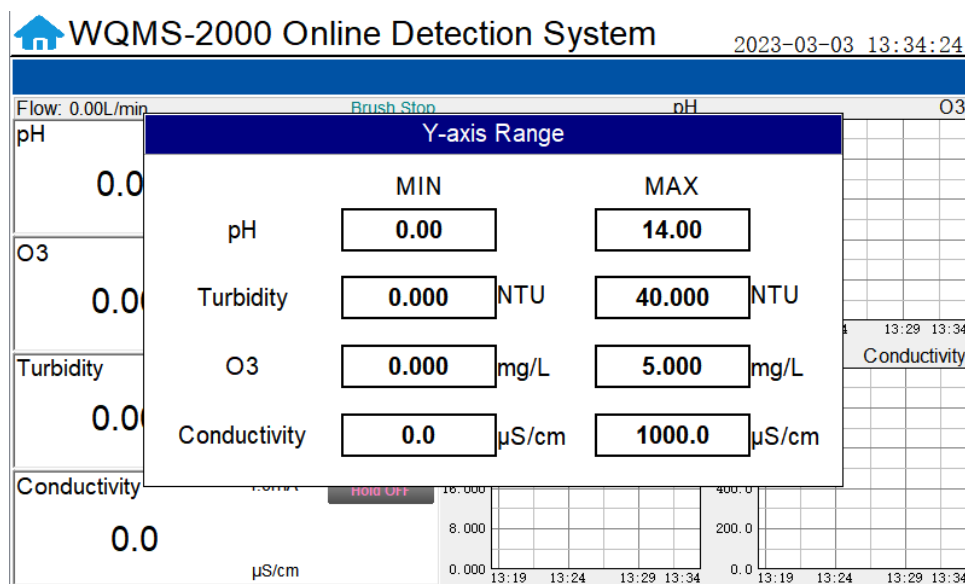 WQMS-2000 Online Detection System
2023-03-03 13:34:24
Flow: 0.00L/min Brush Stop pH O3
pH
0.0
O3
0.0
Turbidity
0.0
Conductivity
0.0
µS/cm
Hold OFF
Y-axis Range
MIN MAX
pH 0.00 14.00
Turbidity 0.000 NTU 40.000 NTU
O3 0.000 mg/L 5.000 mg/L
Conductivity 0.0 µS/cm 1000.0 µS/cm
13:29 13:34
Conductivity
16.000
8.000
0.000
13:19 13:24 13:29 13:34
400.0
200.0
0.0
13:19 13:24 13:29 13:34